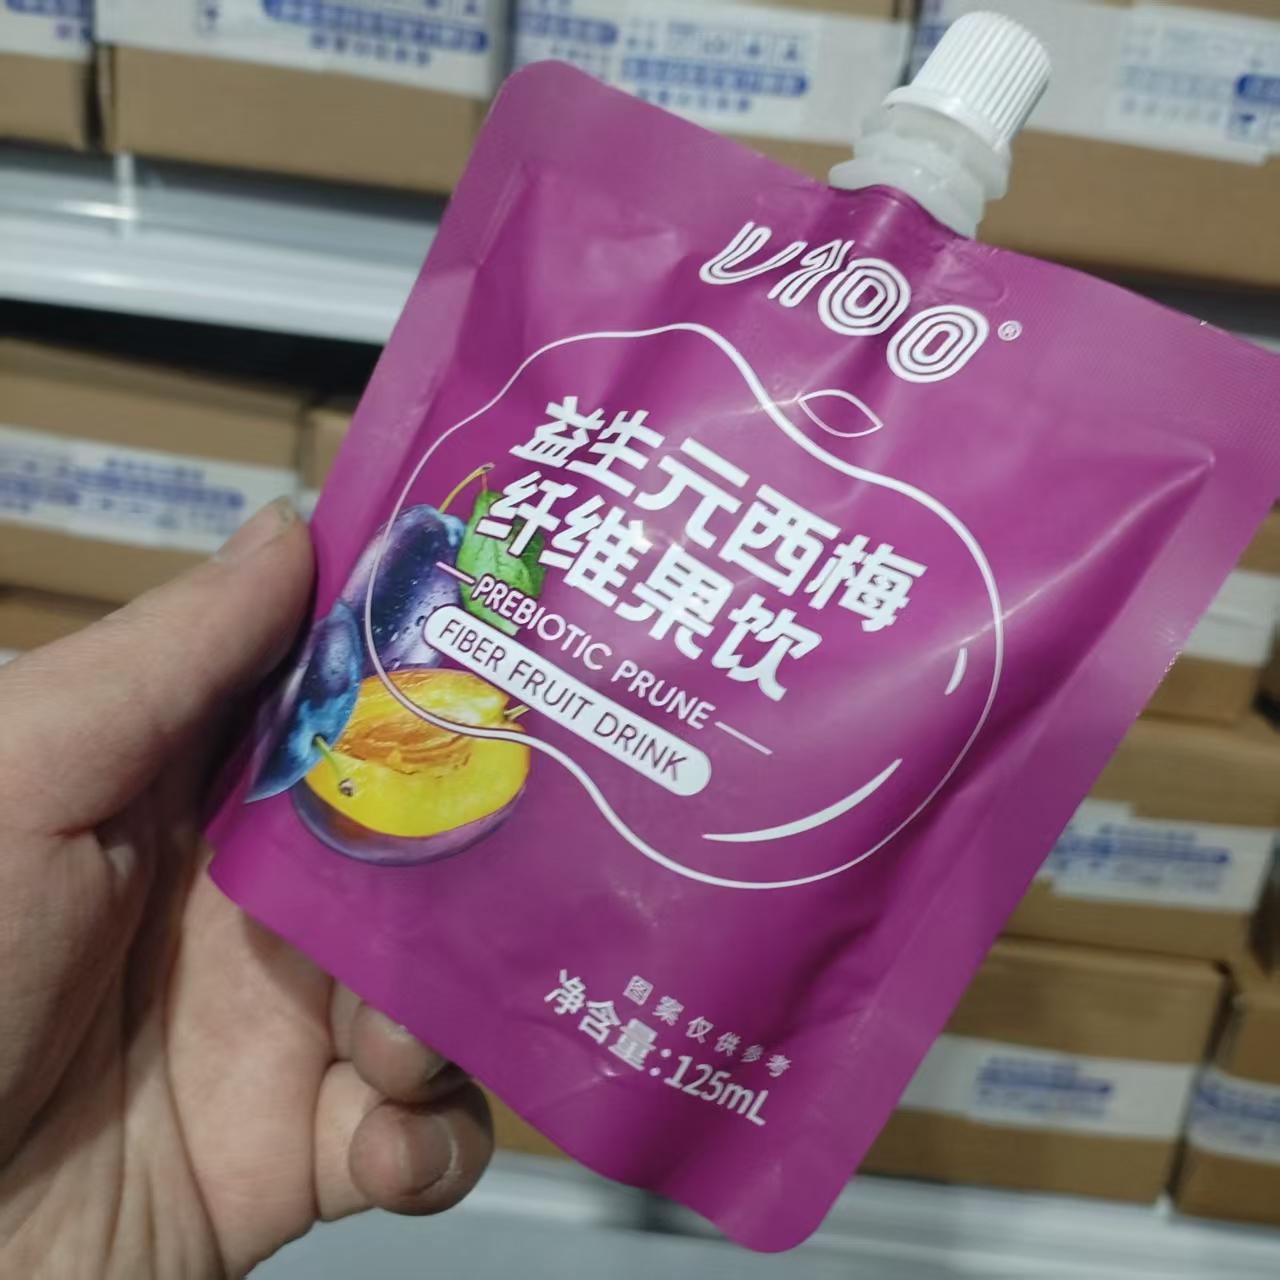 V100®
益生元西梅
纤维果饮
PREBIOTIC PRUNE
FIBER FRUIT DRINK
图案仅供参考
净含量:125mL